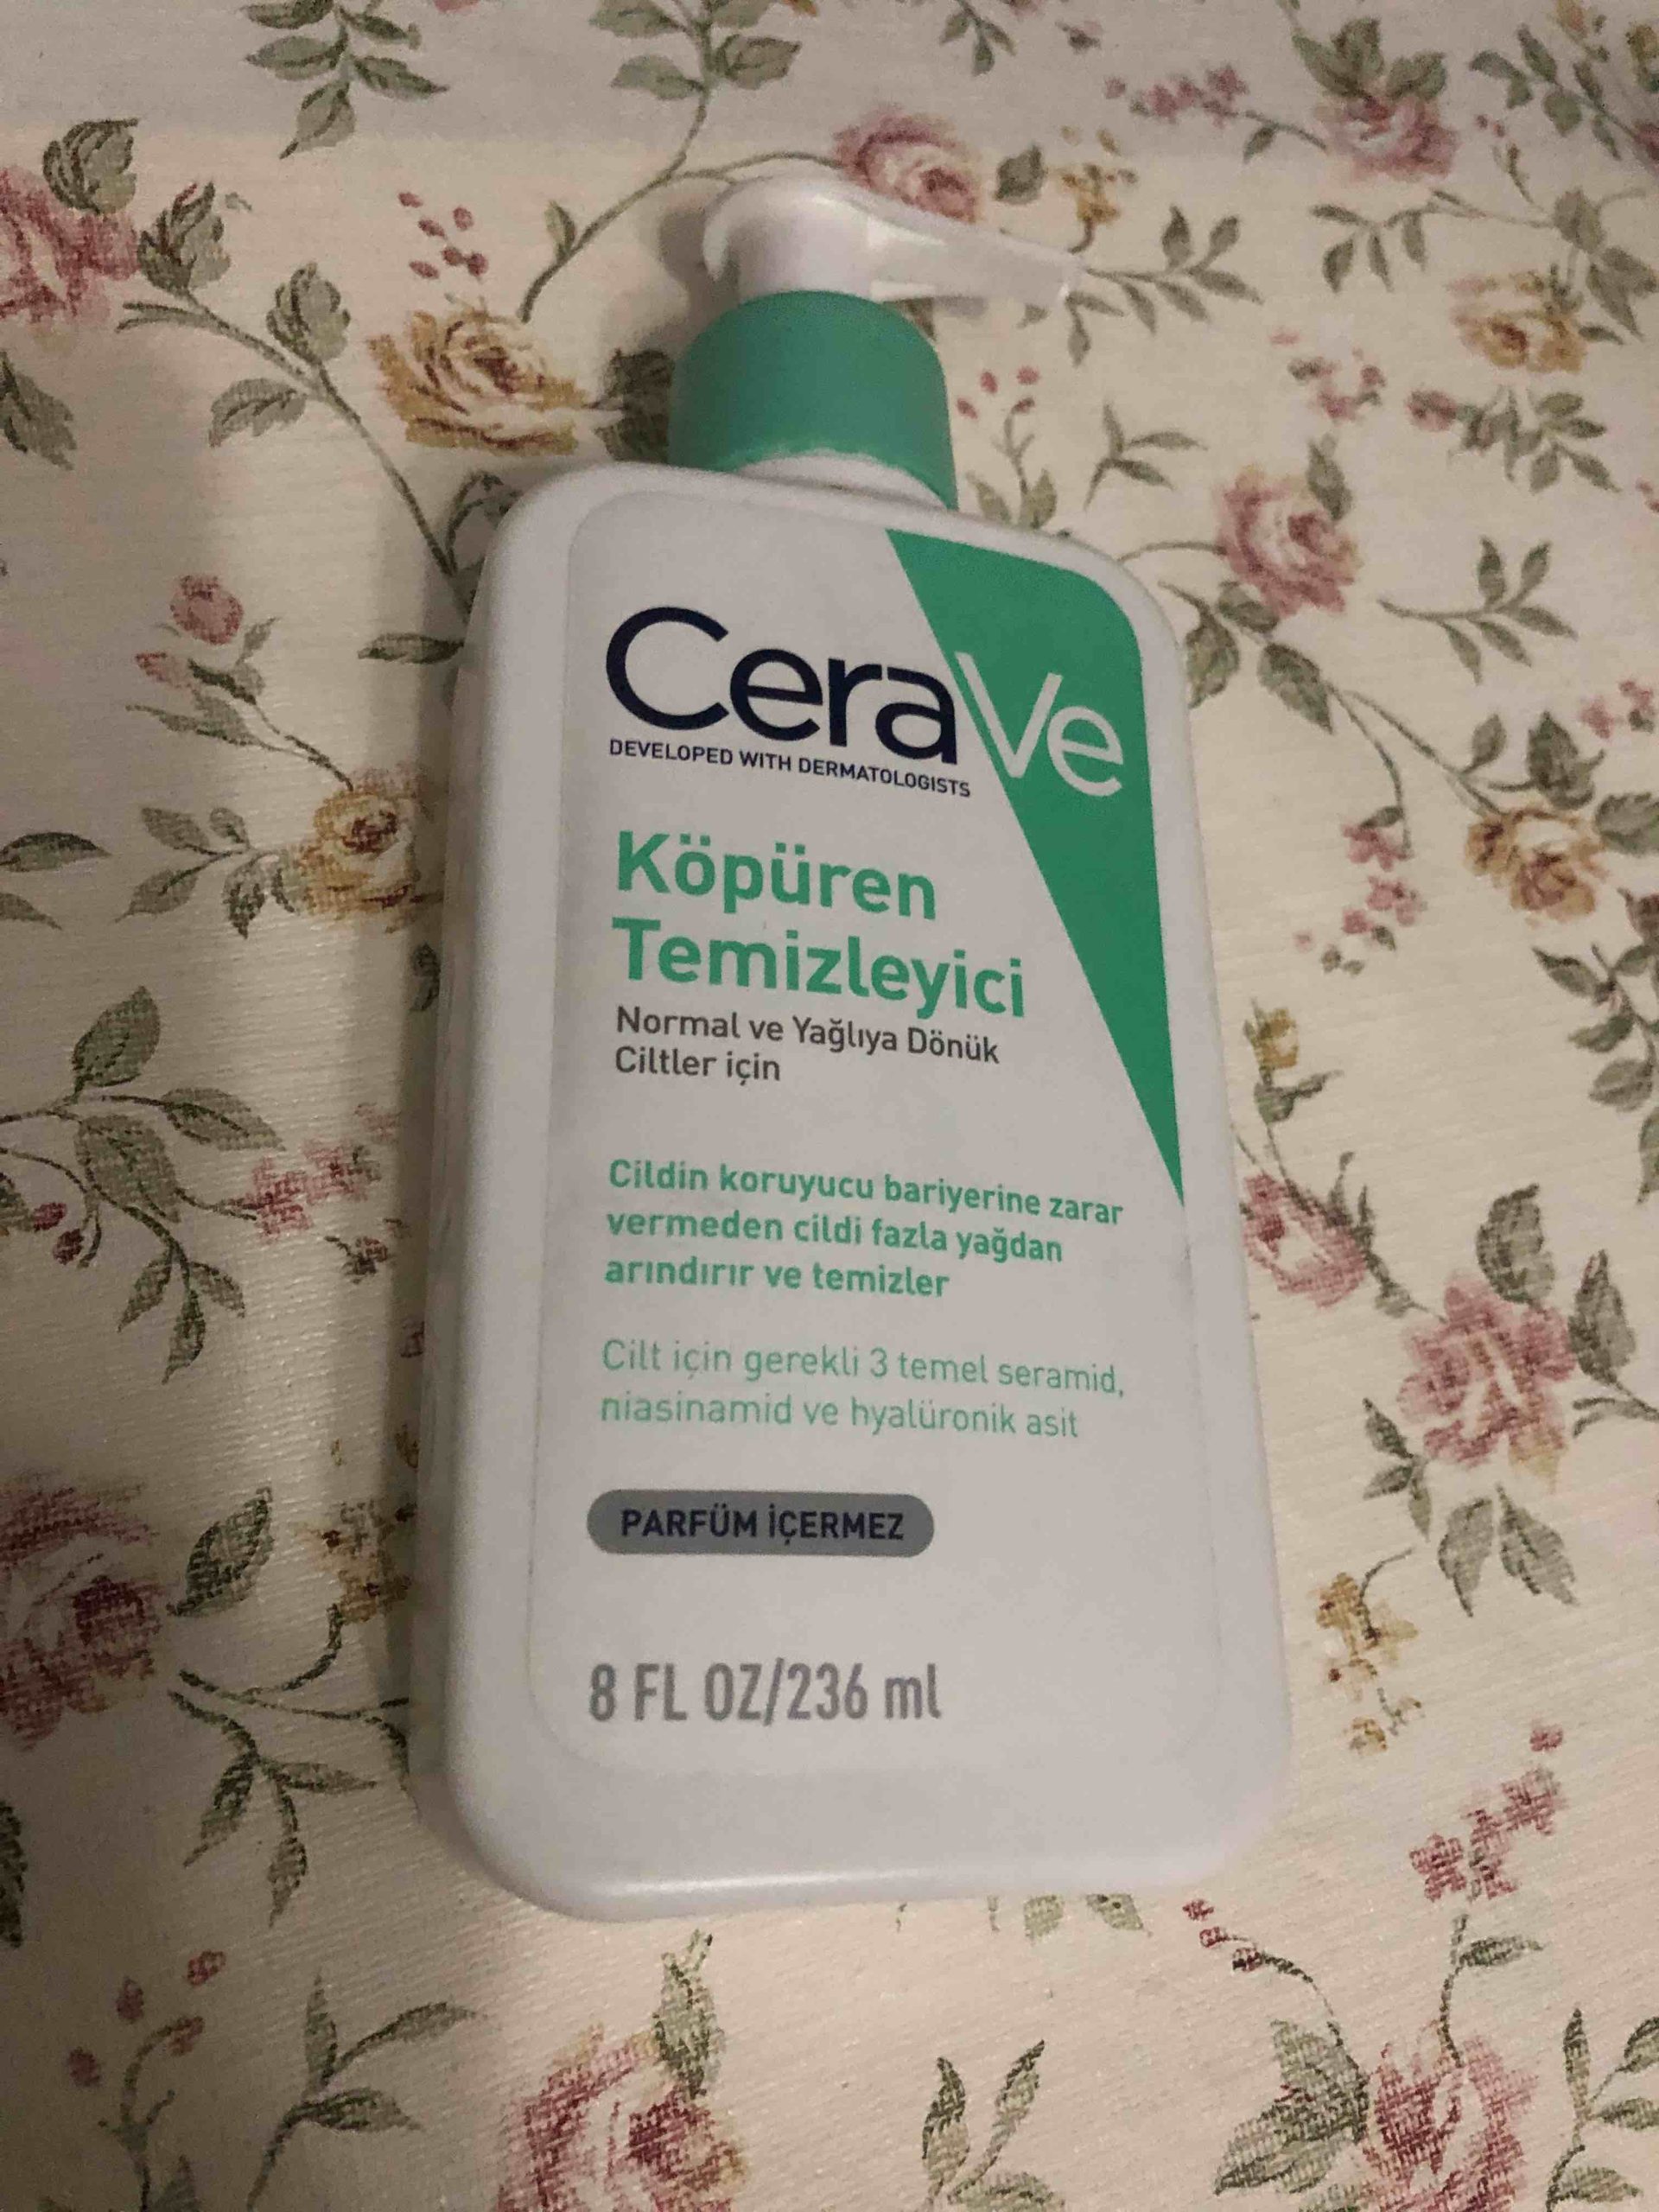 CeraVe
DEVELOPED WITH DERMATOLOGISTS
Köpüren
Temizleyici
Normal ve Yağlıya Dönük
Ciltler için
Cildin koruyucu bariyerine zarar
vermeden cildi fazla yağdan
arındırır ve temizler
Cilt için gerekli 3 temel seramid,
niasinamid ve hyalüronik asit
PARFÜM İÇERMEZ
8 FL OZ/236 ml